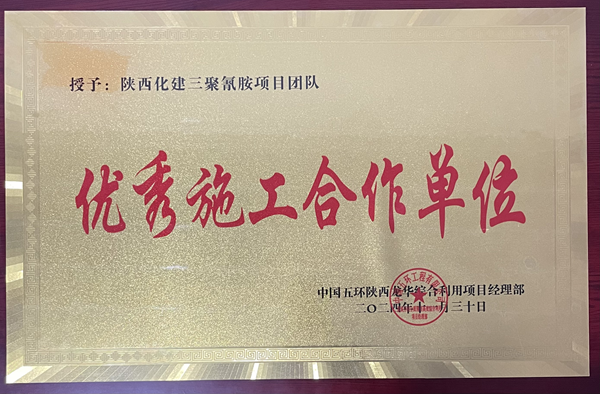 授予：陕西化建三聚氰胺项目团队
优秀施工合作单位
中国五环陕西龙华综合利用项目经理部
二〇二四年十一月三十日